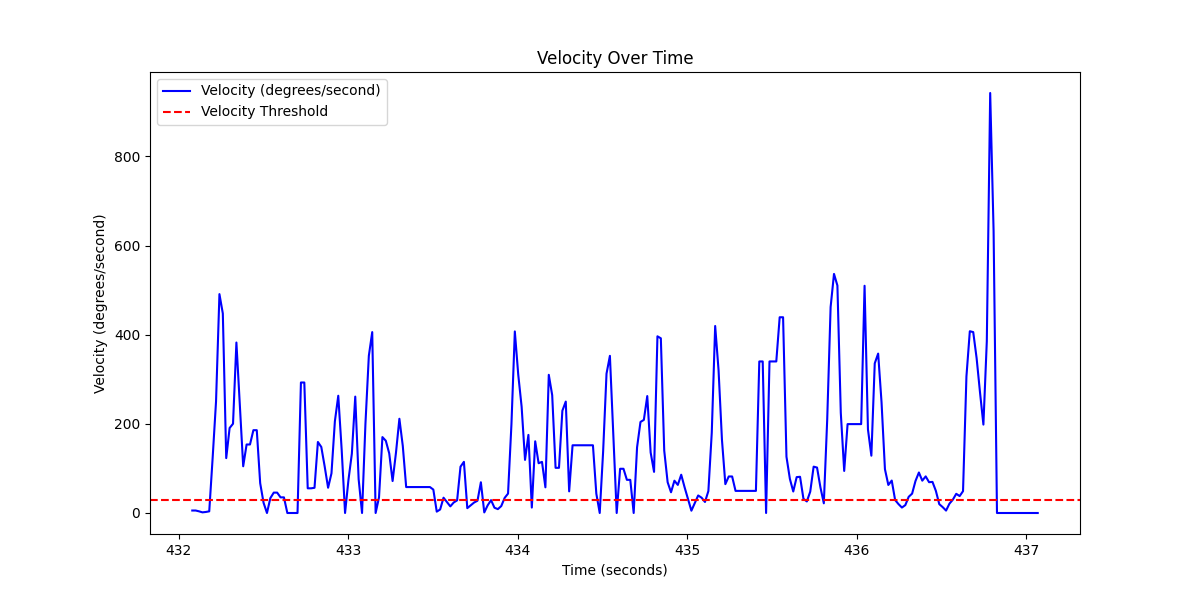 Velocity Over Time
Velocity (degrees/second)
Velocity Threshold
800
600
400
200
0
Velocity (degrees/second)
432 433 434 435 436 437
Time (seconds)